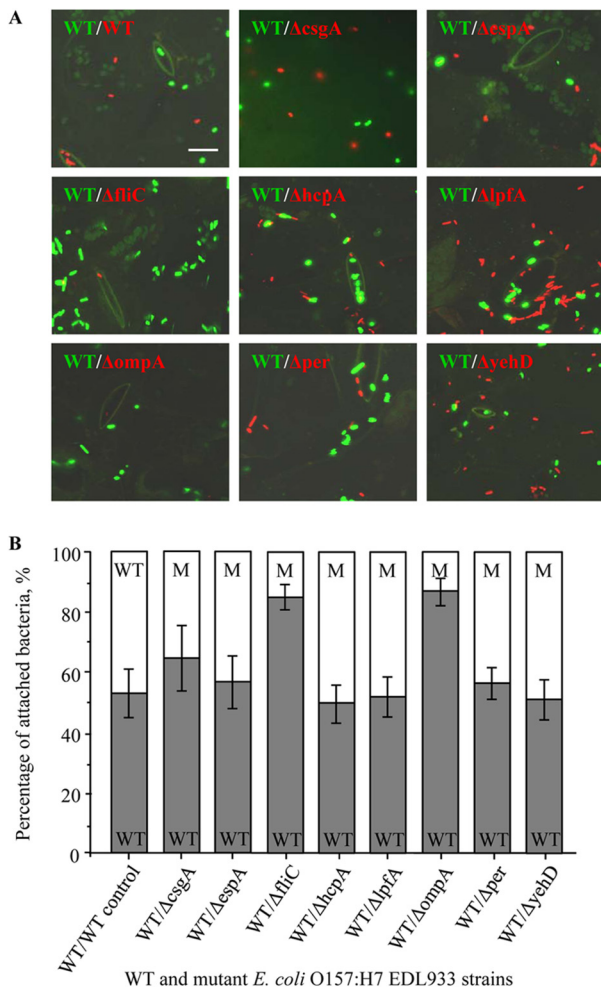 A
WT/WT
WT/ΔcsgA
WT/ΔespA
WT/ΔfliC
WT/ΔhcpA
WT/ΔlpfA
WT/ΔompA
WT/Δper
WT/ΔyehD
B
Percentage of attached bacteria, %
100
80
60
40
20
0
WT M M M M M M M M
WT WT WT WT WT WT WT WT WT
WT/WT control
WT/ΔcsgA
WT/ΔespA
WT/ΔfliC
WT/ΔhcpA
WT/ΔlpfA
WT/ΔompA
WT/Δper
WT/ΔyehD
WT and mutant E. coli O157:H7 EDL933 strains